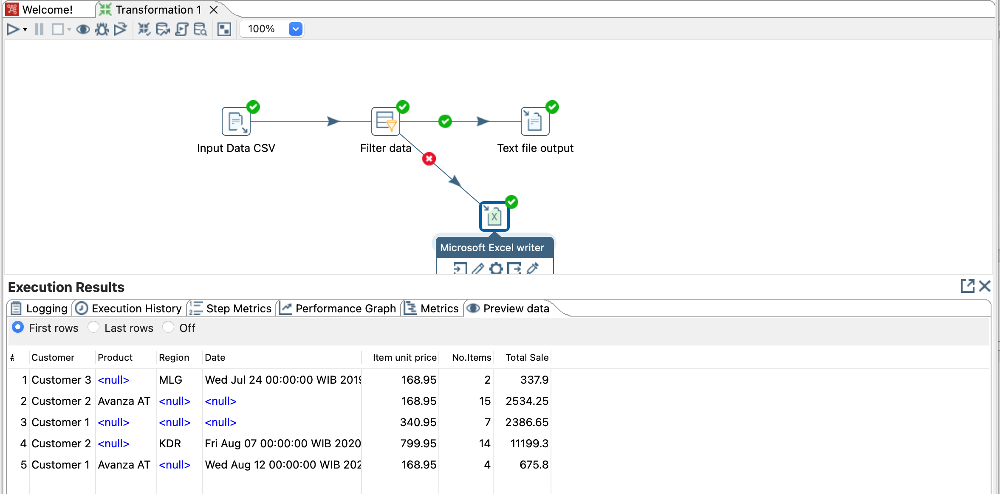 Welcome! Transformation 1
100%
Input Data CSV Filter data Text file output
Microsoft Excel writer
Execution Results
Logging Execution History Step Metrics Performance Graph Metrics Preview data
First rows Last rows Off
# Customer Product Region Date Item unit price No.Items Total Sale
1 Customer 3 <null> MLG Wed Jul 24 00:00:00 WIB 2019 168.95 2 337.9
2 Customer 2 Avanza AT <null> <null> 168.95 15 2534.25
3 Customer 1 <null> <null> <null> 340.95 7 2386.65
4 Customer 2 <null> KDR Fri Aug 07 00:00:00 WIB 2020 799.95 14 11199.3
5 Customer 1 Avanza AT <null> Wed Aug 12 00:00:00 WIB 202 168.95 4 675.8